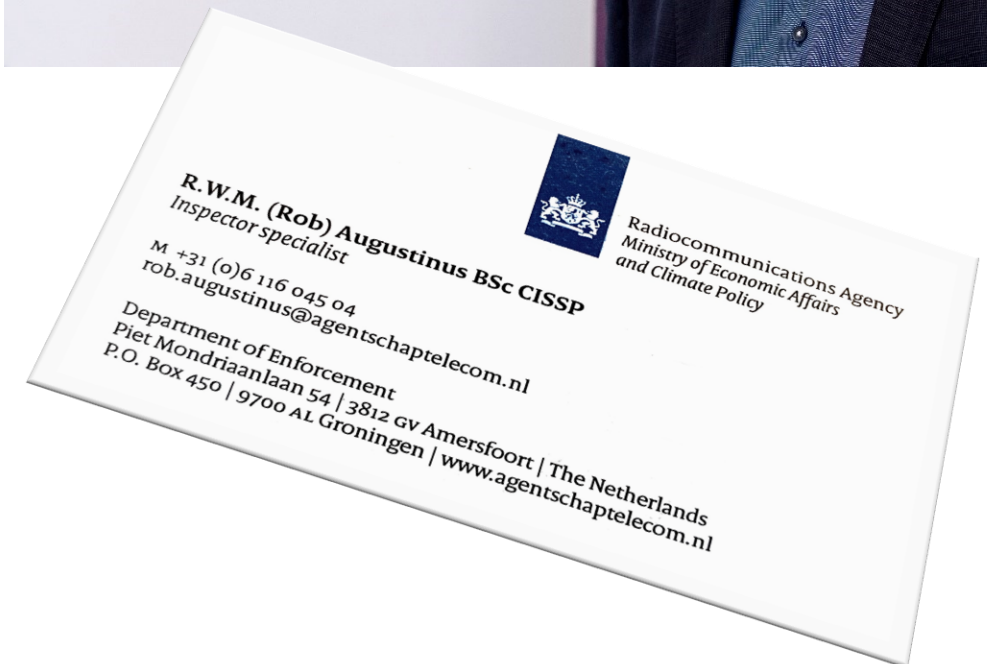 Radiocommunications Agency
Ministry of Economic Affairs
and Climate Policy
R.W.M. (Rob) Augustinus BSc CISSP
Inspector specialist
M +31 (0)6 116 045 04
rob.augustinus@agentschaptelecom.nl
Department of Enforcement
Piet Mondriaanlaan 54 | 3812 GV Amersfoort | The Netherlands
P.O. Box 450 | 9700 AL Groningen | www.agentschaptelecom.nl